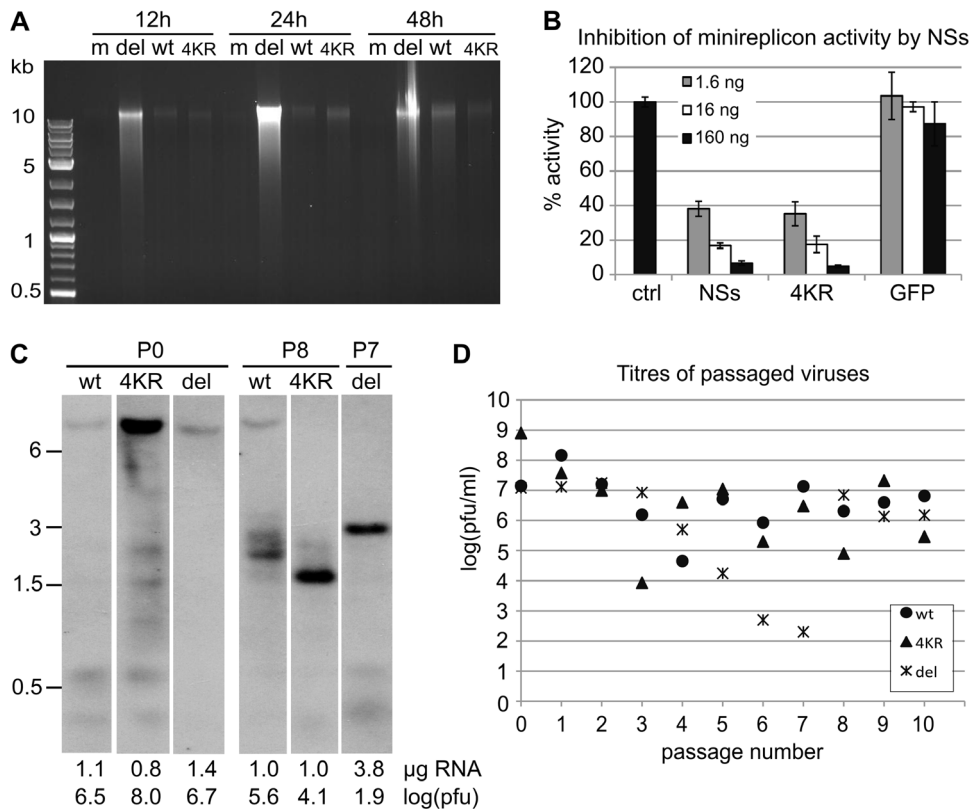 A
12h 24h 48h
m del wt 4KR m del wt 4KR m del wt 4KR
kb
10
5
1
0.5
B
Inhibition of minireplicon activity by NSs
% activity
120
100
80
60
40
20
0
1.6 ng
16 ng
160 ng
ctrl NSs 4KR GFP
C
P0 P8 P7
wt 4KR del wt 4KR del
6
3
1.5
0.5
1.1 0.8 1.4 1.0 1.0 3.8 µg RNA
6.5 8.0 6.7 5.6 4.1 1.9 log(pfu)
D
Titres of passaged viruses
log(pfu/ml)
10
9
8
7
6
5
4
3
2
1
0
wt
4KR
del
0 1 2 3 4 5 6 7 8 9 10
passage number